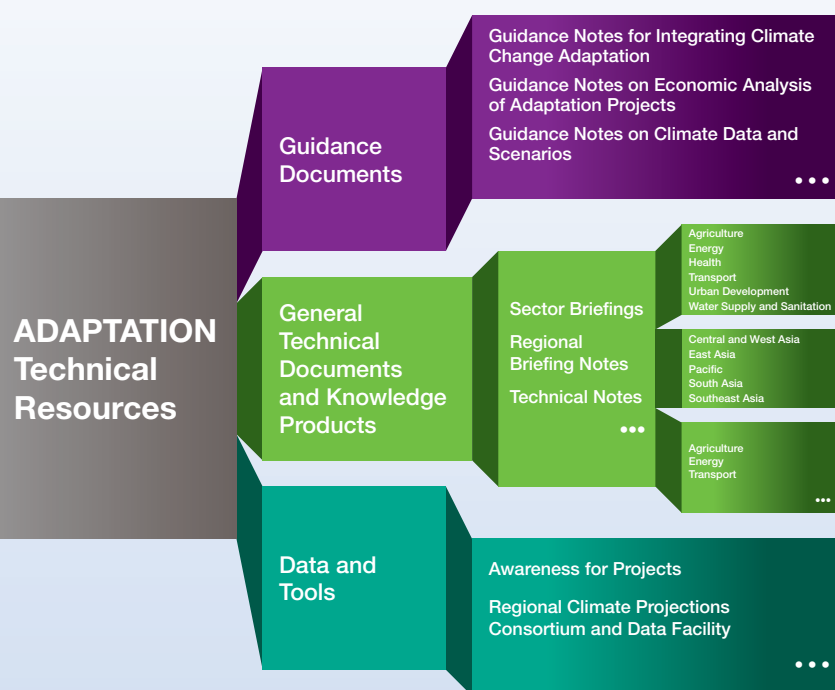 ADAPTATION
Technical
Resources
Guidance
Documents
Guidance Notes for Integrating Climate
Change Adaptation
Guidance Notes on Economic Analysis
of Adaptation Projects
Guidance Notes on Climate Data and
Scenarios
...
General
Technical
Documents
and Knowledge
Products
Sector Briefings
Regional
Briefing Notes
Technical Notes
...
Agriculture
Energy
Health
Transport
Urban Development
Water Supply and Sanitation
Central and West Asia
East Asia
Pacific
South Asia
Southeast Asia
Agriculture
Energy
Transport
...
Data and
Tools
Awareness for Projects
Regional Climate Projections
Consortium and Data Facility
...